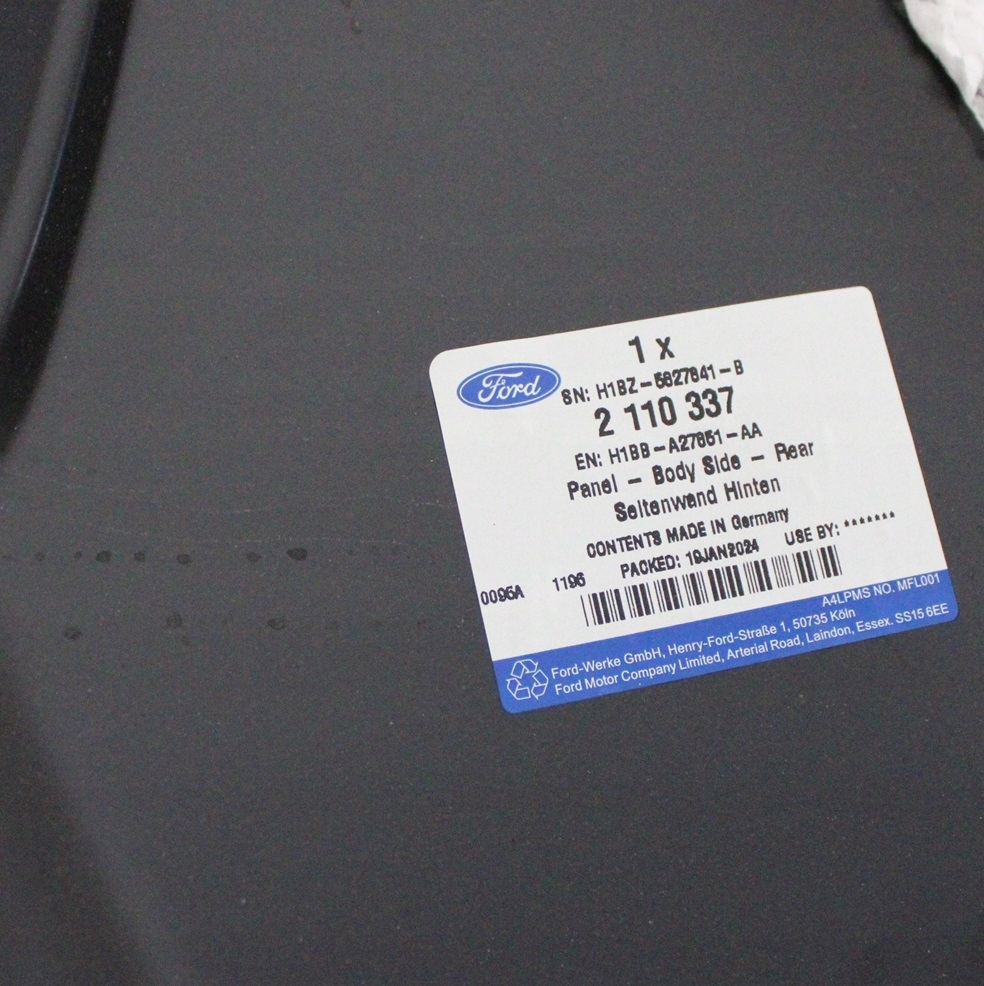 1 x
Ford
SN: H1BZ-5827841-B
2 110 337
EN: H1BB-A27851-AA
Panel - Body Side - Rear
Seitenwand Hinten
CONTENTS MADE IN Germany
PACKED: 19JAN2024 USE BY: *******
0095A 1196
A4LPMS NO. MFL001
Ford-Werke GmbH, Henry-Ford-Straße 1, 50735 Köln
Ford Motor Company Limited, Arterial Road, Laindon, Essex. SS15 6EE